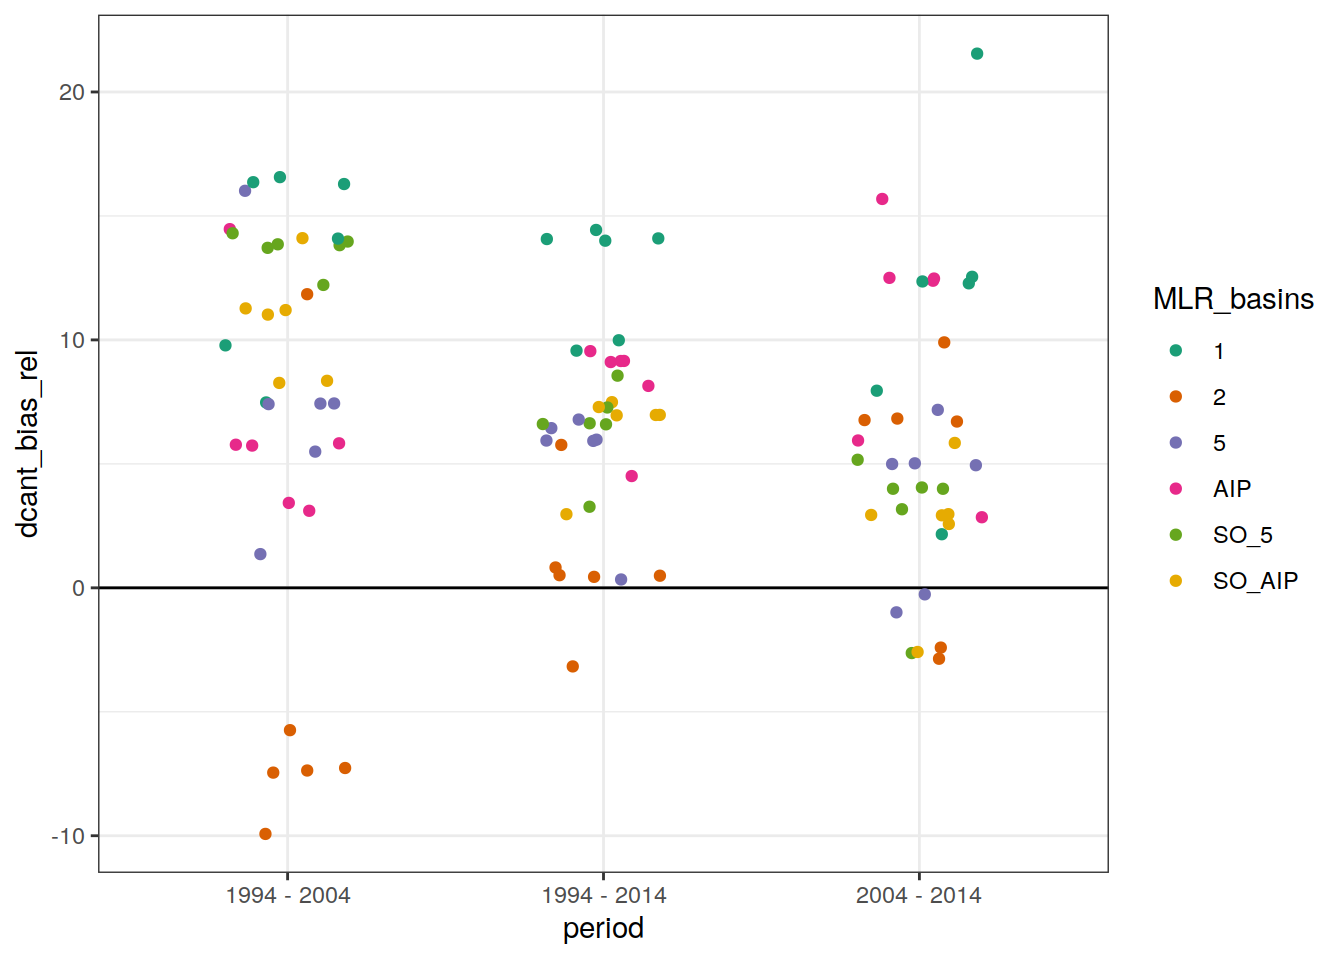 20
10
0
-10
dcant_bias_rel
1994 - 2004
1994 - 2014
2004 - 2014
period
MLR_basins
1
2
5
AIP
SO_5
SO_AIP